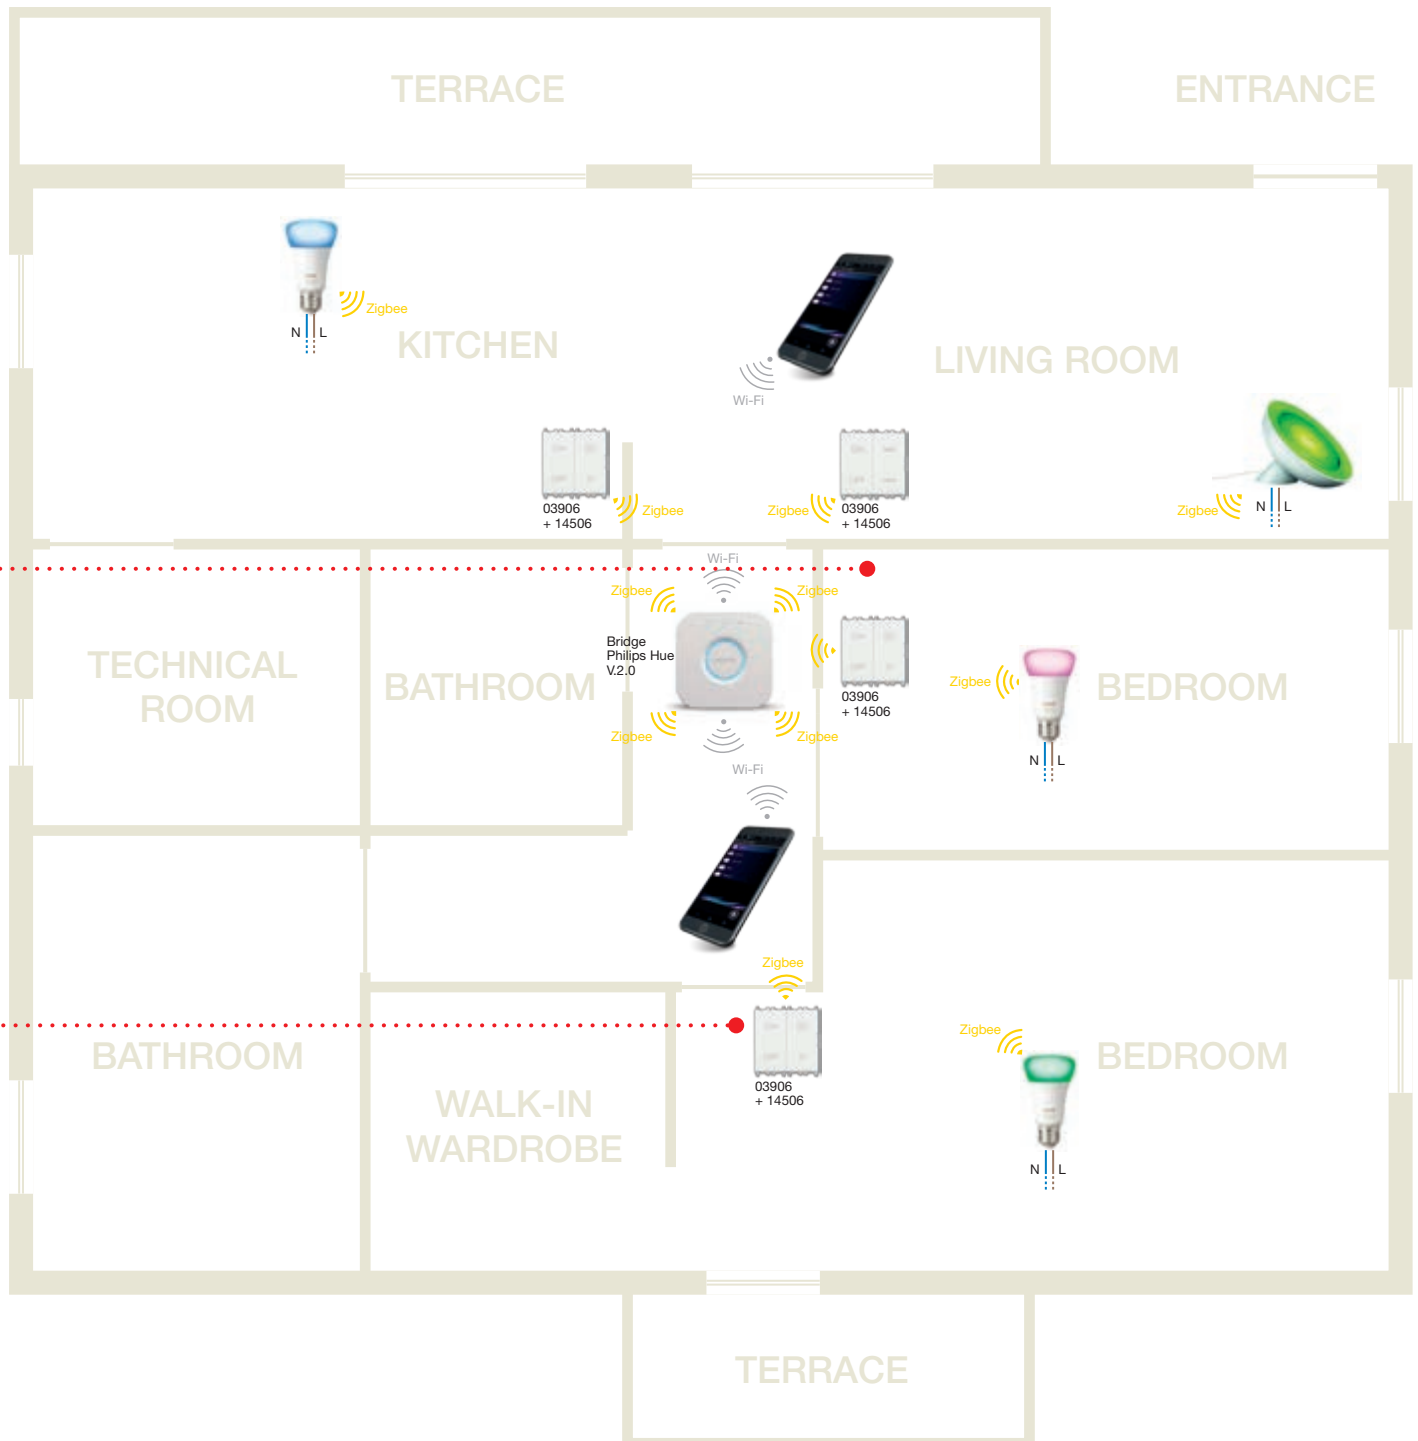 TERRACE
ENTRANCE
Zigbee
N L
KITCHEN
LIVING ROOM
Wi-Fi
03906
+ 14506
Zigbee
Zigbee
03906
+ 14506
Zigbee
N L
Wi-Fi
Zigbee
Zigbee
Bridge
Philips Hue
V.2.0
TECHNICAL
ROOM
BATHROOM
03906
+ 14506
Zigbee
BEDROOM
N L
Zigbee
Zigbee
Wi-Fi
Zigbee
03906
+ 14506
BATHROOM
WALK-IN
WARDROBE
Zigbee
BEDROOM
N L
TERRACE